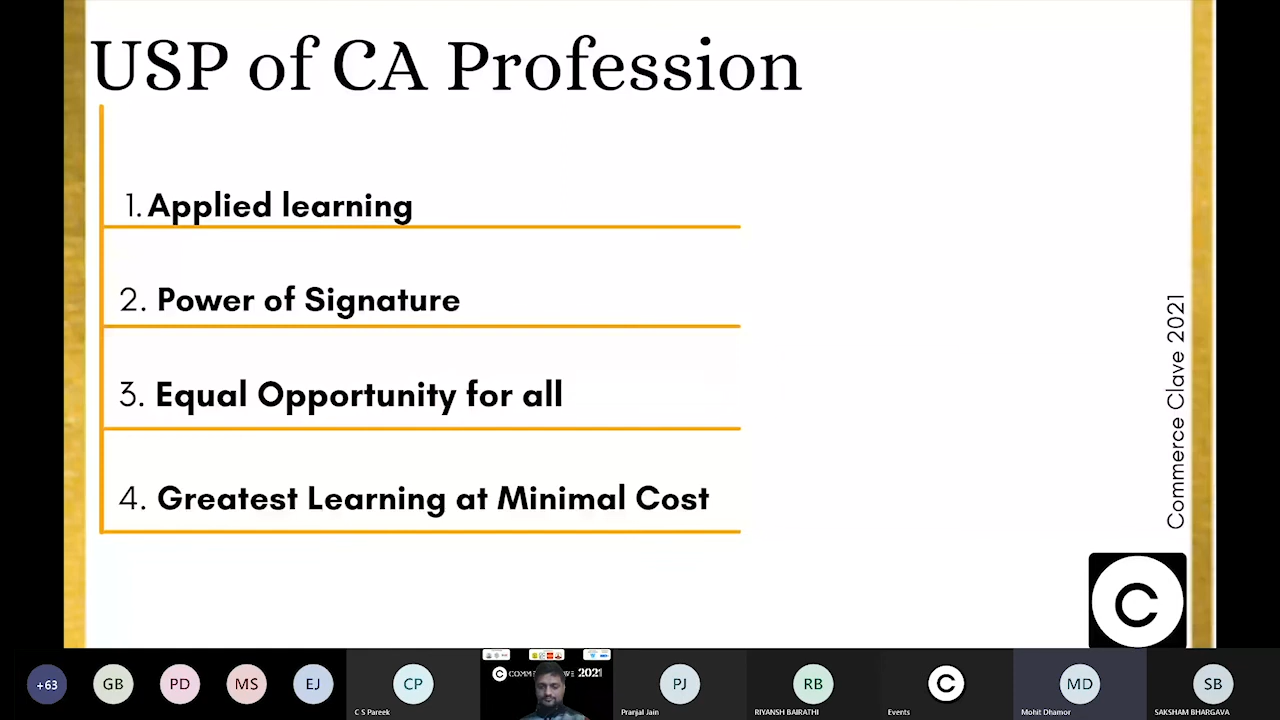 USP of CA Profession
1. Applied learning
2. Power of Signature
3. Equal Opportunity for all
4. Greatest Learning at Minimal Cost
Commerce Clave 2021
C
+63
GB
PD
MS
EJ
CP
C S Pareek
2021
PJ
Pranjal Jain
RB
RIYANSH BAIRATHI
C
Events
MD
Mohit Dhamor
SB
SAKSHAM BHARGAVA